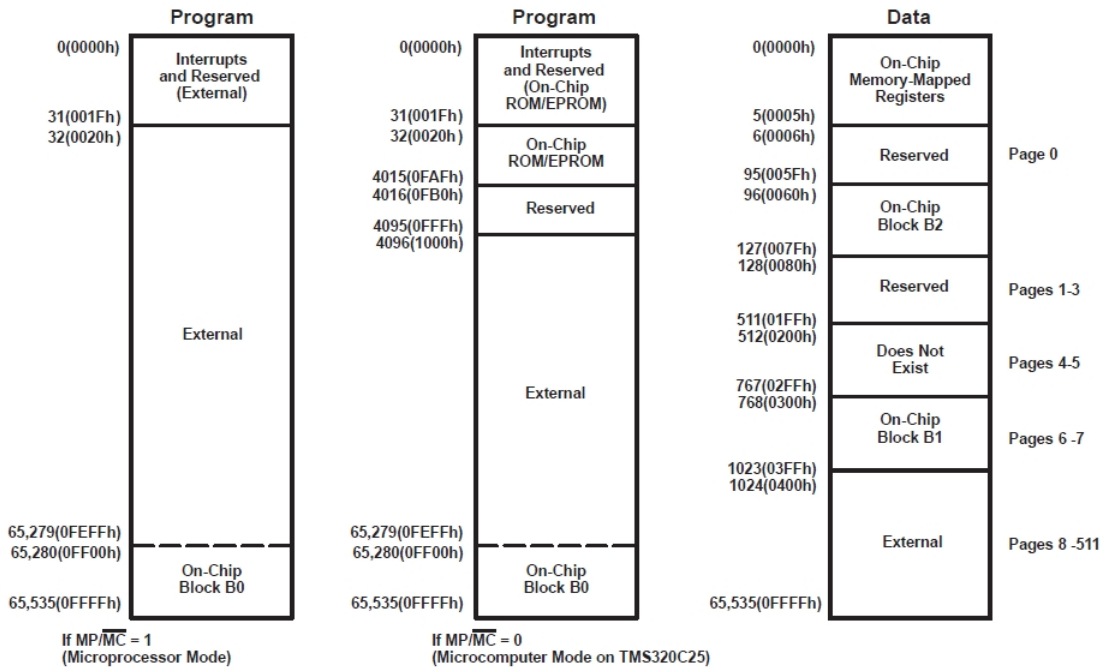 Program
0(0000h)
Interrupts
and Reserved
(External)
31(001Fh)
32(0020h)
External
65,279(0FEFFh)
65,280(0FF00h)
On-Chip
Block B0
65,535(0FFFFh)
If MP/MC = 1
(Microprocessor Mode)
Program
0(0000h)
Interrupts
and Reserved
(On-Chip
ROM/EPROM)
31(001Fh)
32(0020h)
On-Chip
ROM/EPROM
4015(0FAFh)
4016(0FB0h)
Reserved
4095(0FFFh)
4096(1000h)
External
65,279(0FEFFh)
65,280(0FF00h)
On-Chip
Block B0
65,535(0FFFFh)
If MP/MC = 0
(Microcomputer Mode on TMS320C25)
Data
0(0000h)
On-Chip
Memory-Mapped
Registers
5(0005h)
6(0006h)
Reserved
Page 0
95(005Fh)
96(0060h)
On-Chip
Block B2
127(007Fh)
128(0080h)
Reserved
Pages 1-3
511(01FFh)
512(0200h)
Does Not
Exist
Pages 4-5
767(02FFh)
768(0300h)
On-Chip
Block B1
Pages 6 -7
1023(03FFh)
1024(0400h)
External
Pages 8 -511
65,535(0FFFFh)